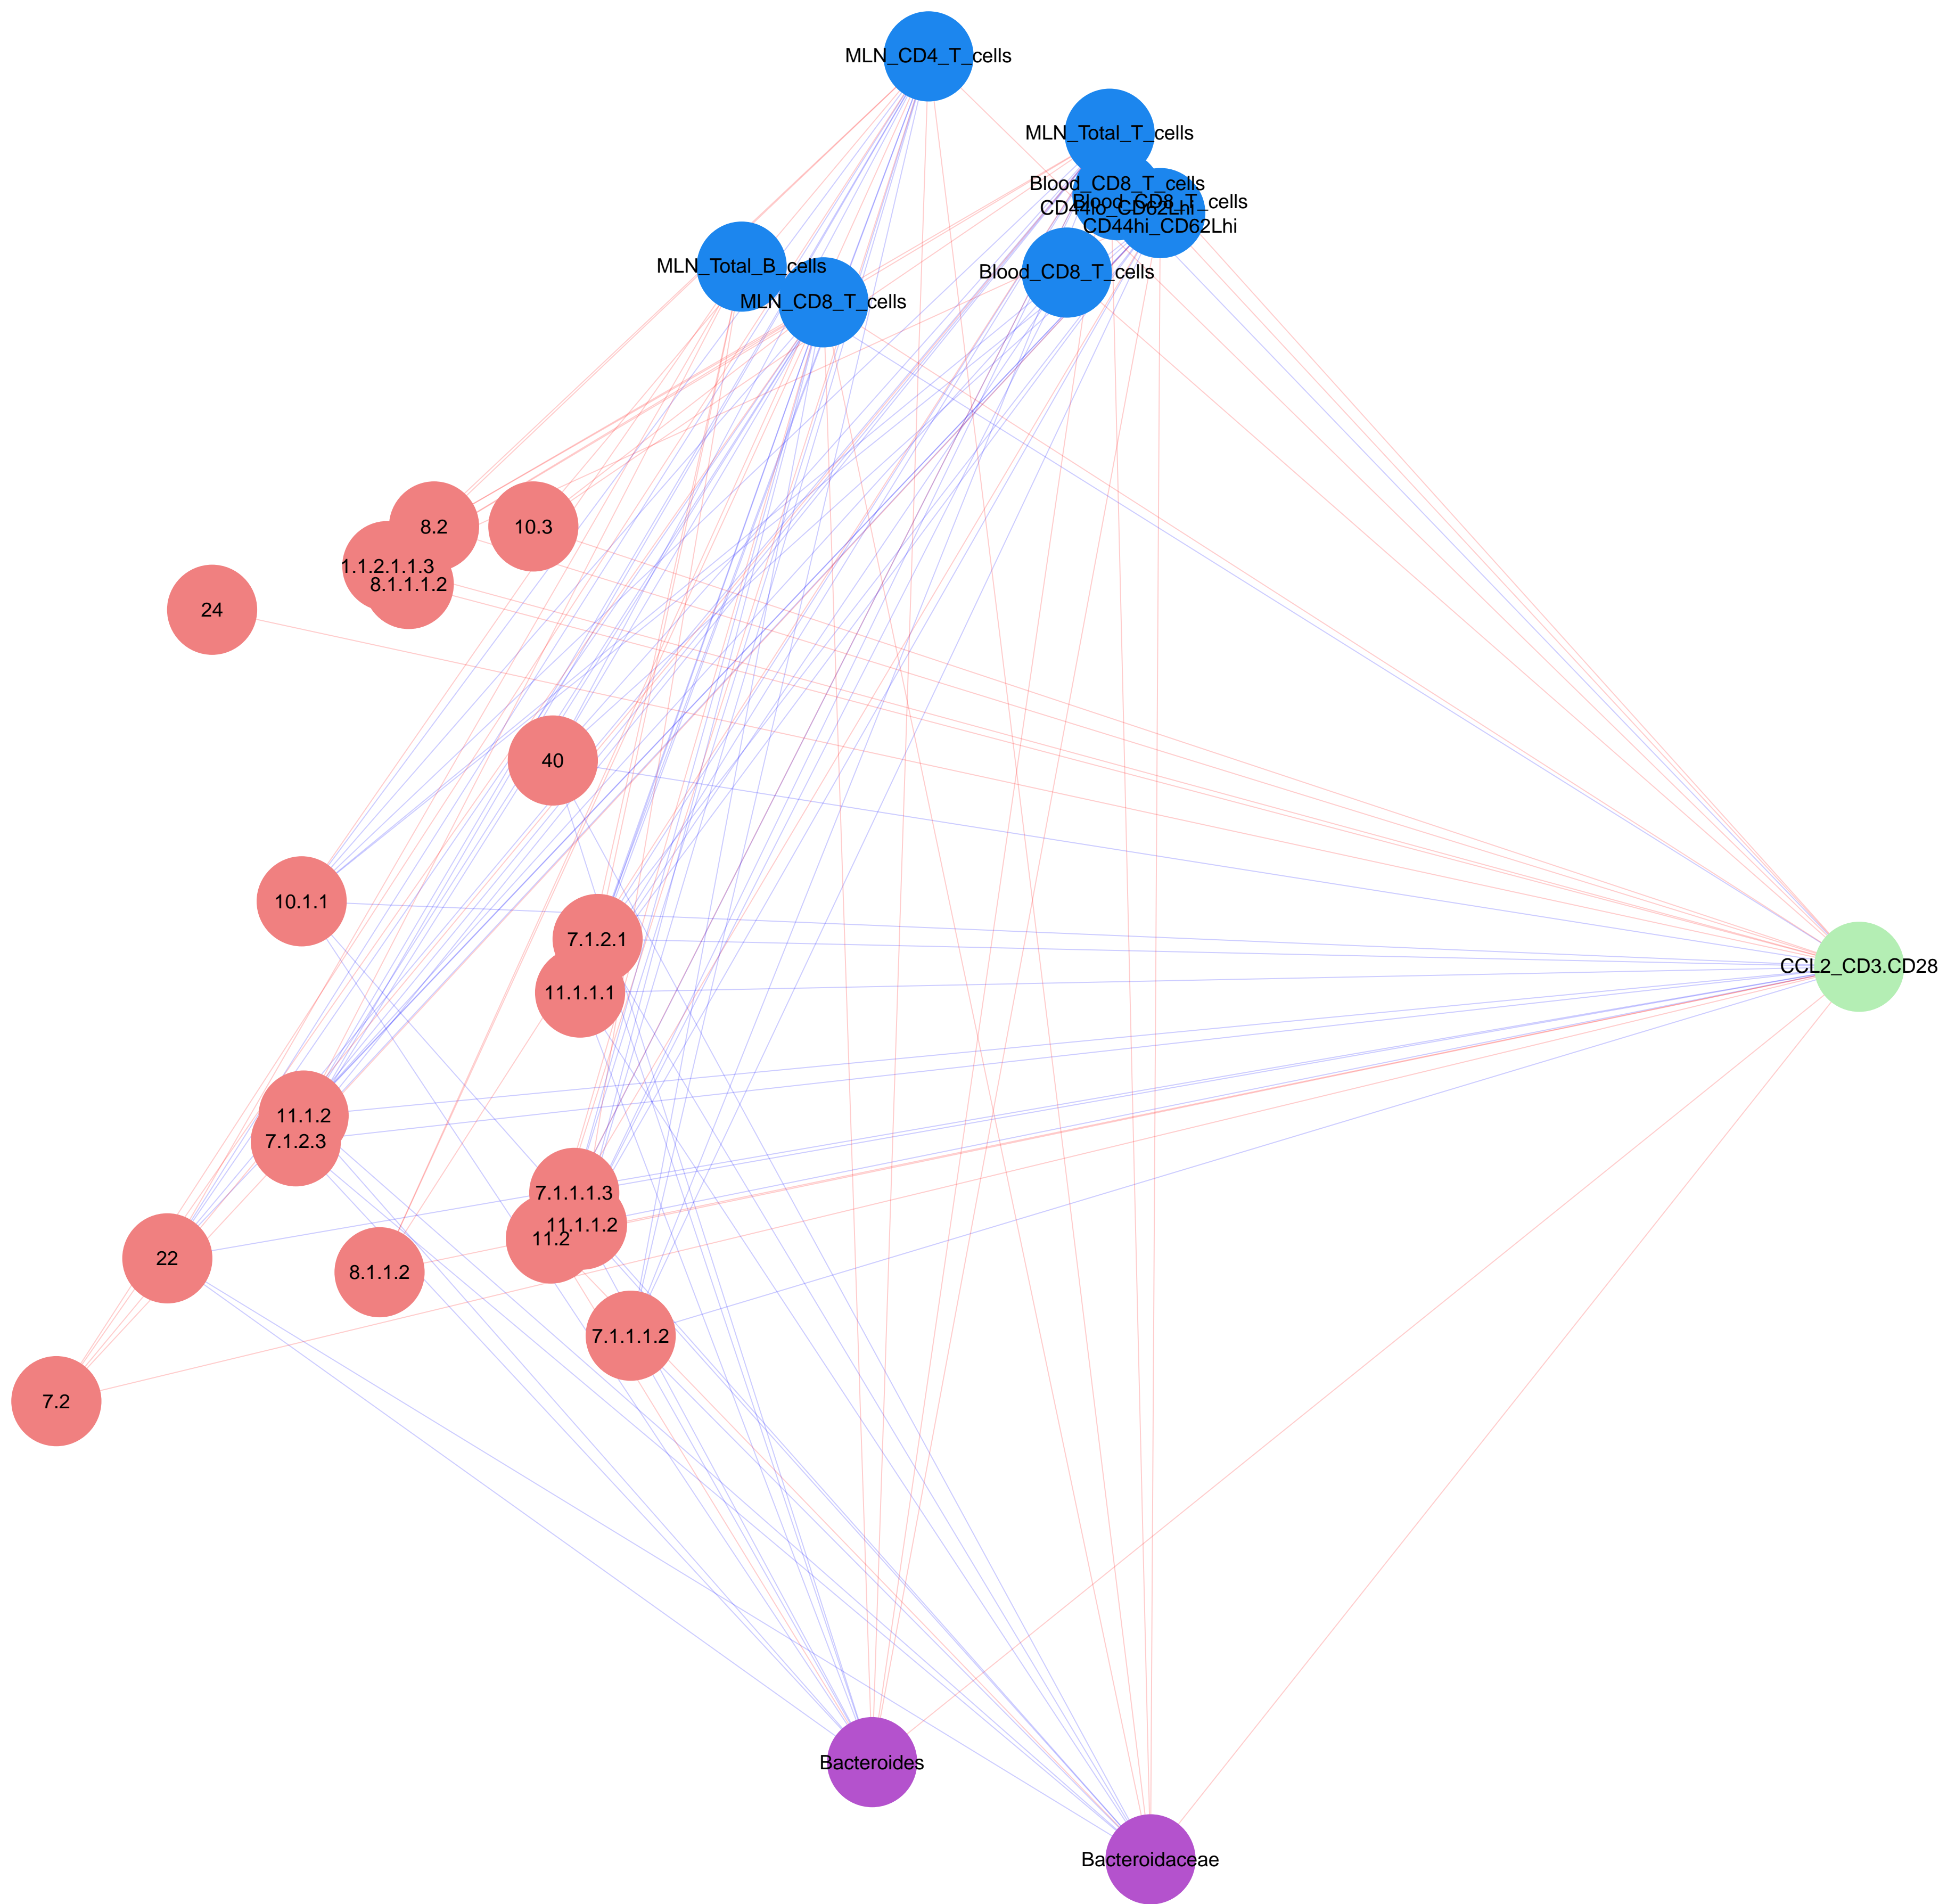 MLN_CD4_T_cells
MLN_Total_T_cells
Blood_CD8_T_cells
CD44lo_CD62Lhi
Blood_CD8_T_cells
CD44hi_CD62Lhi
MLN_Total_B_cells
Blood_CD8_T_cells
MLN_CD8_T_cells
8.2
10.3
1.1.2.1.1.3
8.1.1.1.2
24
40
10.1.1
7.1.2.1
CCL2_CD3.CD28
11.1.1.1
11.1.2
7.1.2.3
7.1.1.1.3
11.1.1.2
11.2
22
8.1.1.2
7.1.1.1.2
7.2
Bacteroides
Bacteroidaceae